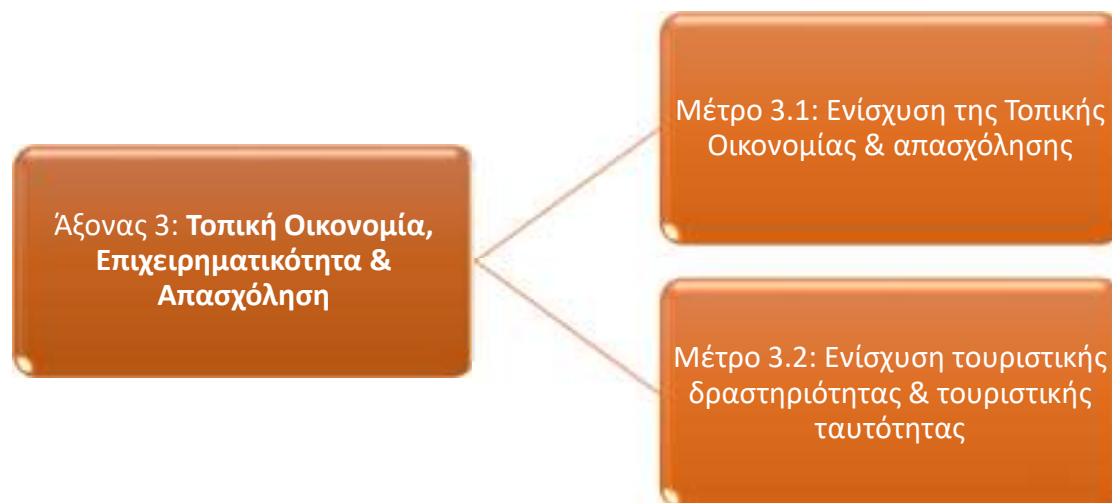 Άξονας 3: Τοπική Οικονομία,
Επιχειρηματικότητα &
Απασχόληση
Μέτρο 3.1: Ενίσχυση της Τοπικής
Οικονομίας & απασχόλησης
Μέτρο 3.2: Ενίσχυση τουριστικής
δραστηριότητας & τουριστικής
ταυτότητας